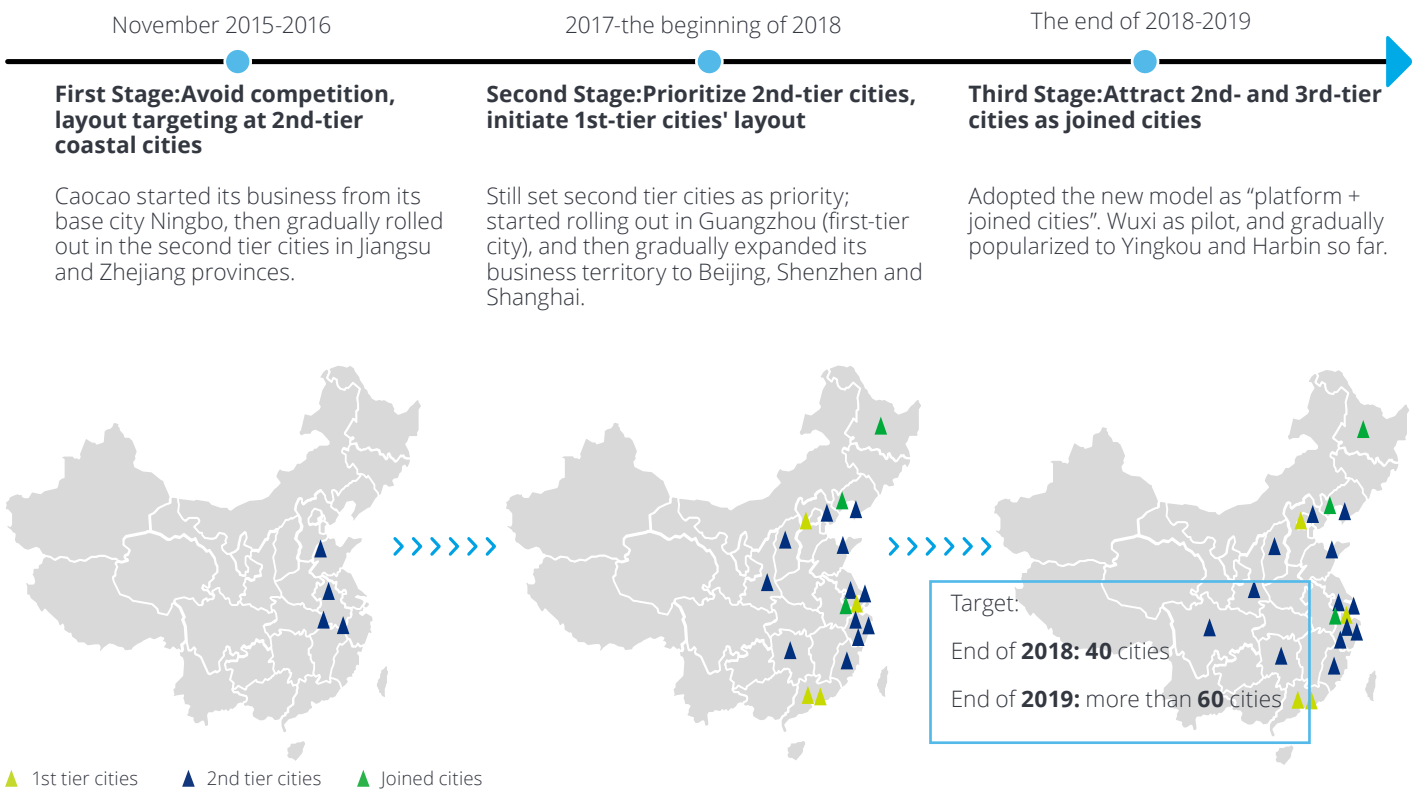 November 2015-2016
2017-the beginning of 2018
The end of 2018-2019
First Stage:Avoid competition,
layout targeting at 2nd-tier
coastal cities
Caocao started its business from its
base city Ningbo, then gradually rolled
out in the second tier cities in Jiangsu
and Zhejiang provinces.
Second Stage:Prioritize 2nd-tier cities,
initiate 1st-tier cities' layout
Still set second tier cities as priority;
started rolling out in Guangzhou (first-tier
city), and then gradually expanded its
business territory to Beijing, Shenzhen and
Shanghai.
Third Stage:Attract 2nd- and 3rd-tier
cities as joined cities
Adopted the new model as “platform +
joined cities”. Wuxi as pilot, and gradually
popularized to Yingkou and Harbin so far.
Target:
End of 2018: 40 cities
End of 2019: more than 60 cities
1st tier cities
2nd tier cities
Joined cities